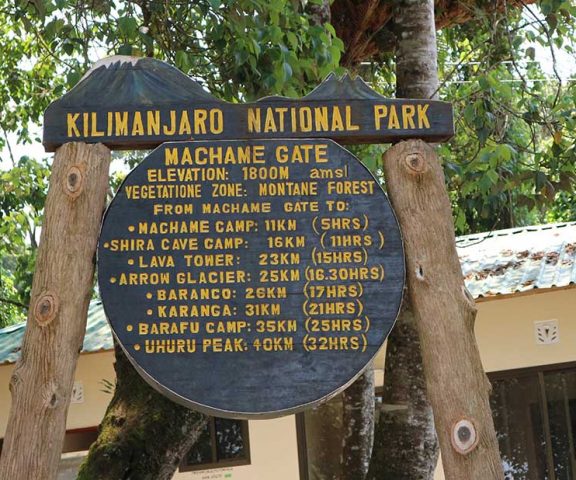 KILIMANJARO NATIONAL PARK
MACHAME GATE
ELEVATION: 1800M amsl
VEGETATIONE ZONE: MONTANE FOREST
FROM MACHAME GATE TO:
• MACHAME CAMP: 11KM (5HRS)
• SHIRA CAVE CAMP: 16KM (11HRS)
• LAVA TOWER: 23KM (15HRS)
• ARROW GLACIER: 25KM (16.30HRS)
• BARANCO: 26KM (17HRS)
• KARANGA: 31KM (21HRS)
• BARAFU CAMP: 35KM (25HRS)
• UHURU PEAK: 40KM (32HRS)